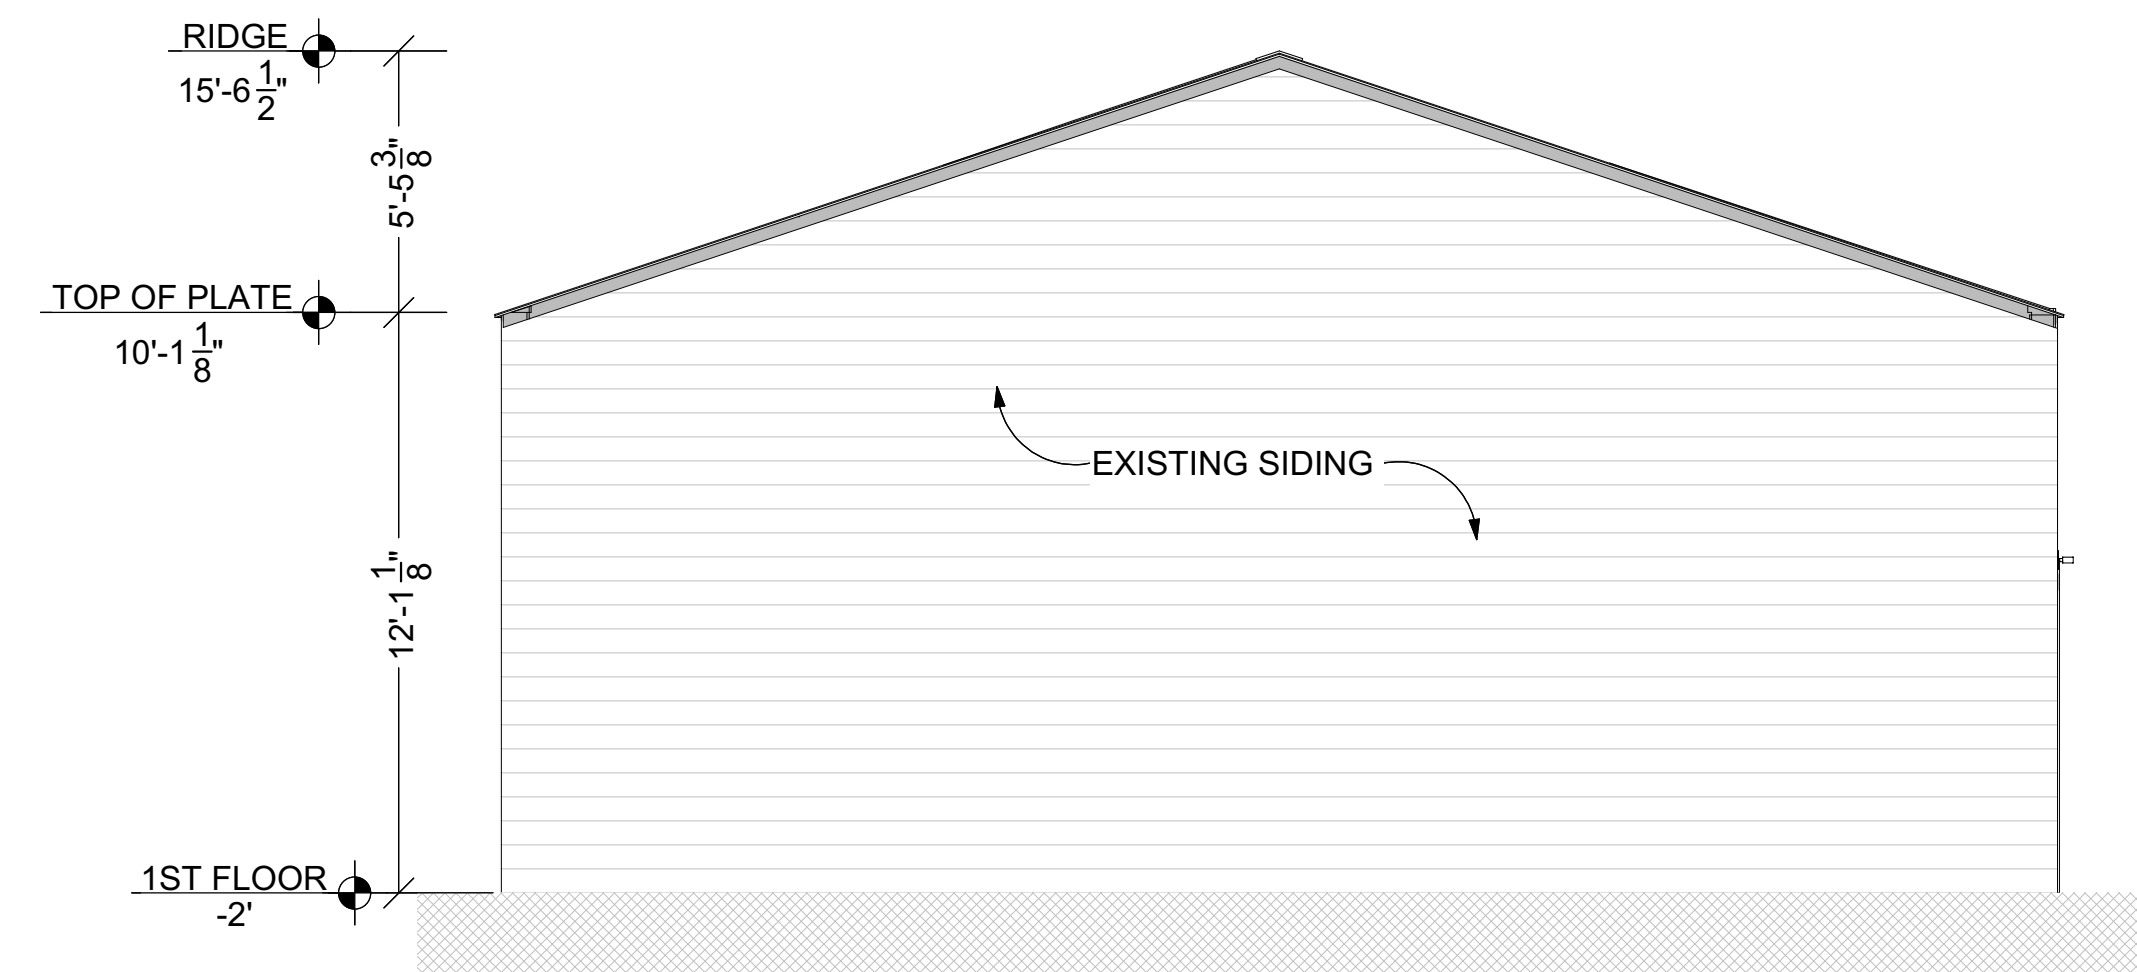 RIDGE
15'-6 1/2"
5'-5 3/8"
TOP OF PLATE
10'-1 1/8"
EXISTING SIDING
12'-1 1/8"
1ST FLOOR
-2'